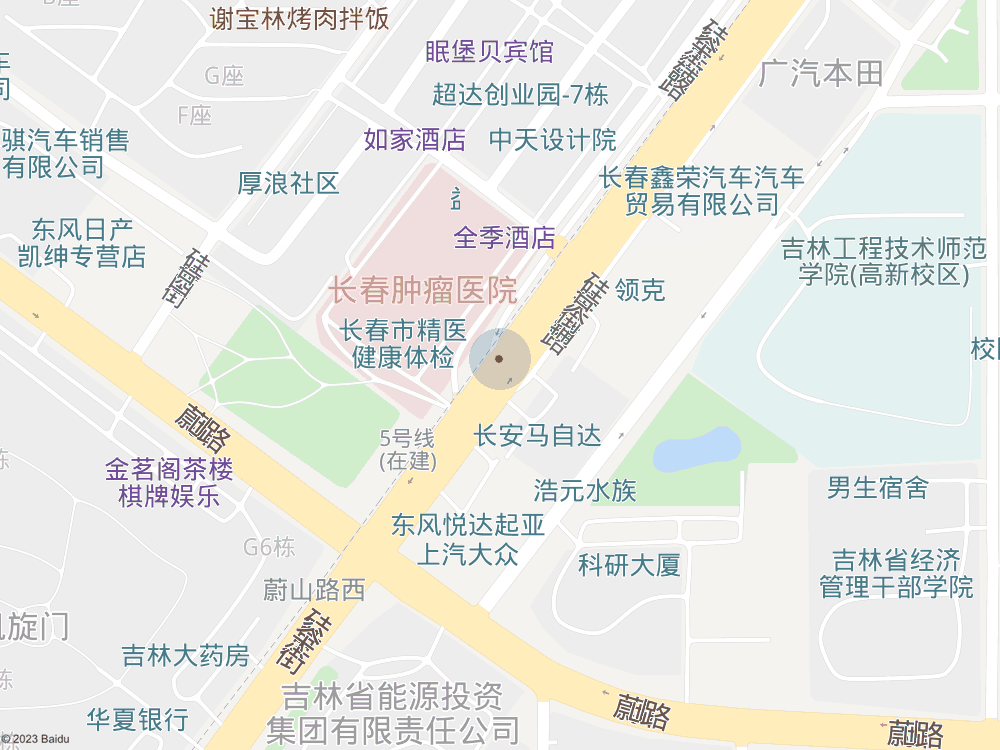 B座
谢宝林烤肉拌饭
眠堡贝宾馆
G座
广汽本田
超达创业园-7栋
F座
如家酒店
中天设计院
骐汽车销售
有限公司
厚浪社区
长春鑫荣汽车汽车
贸易有限公司
东风日产
凯绅专营店
全季酒店
吉林工程技术师范
学院(高新校区)
长春肿瘤医院
领克
长春市精医
健康体检
蔚山路
5号线
(在建)
长安马自达
金茗阁茶楼
棋牌娱乐
浩元水族
男生宿舍
东风悦达起亚
上汽大众
G6栋
科研大厦
吉林省经济
管理干部学院
蔚山路西
旋门
吉林大药房
吉林省能源投资
集团有限责任公司
华夏银行
© 2023 Baidu